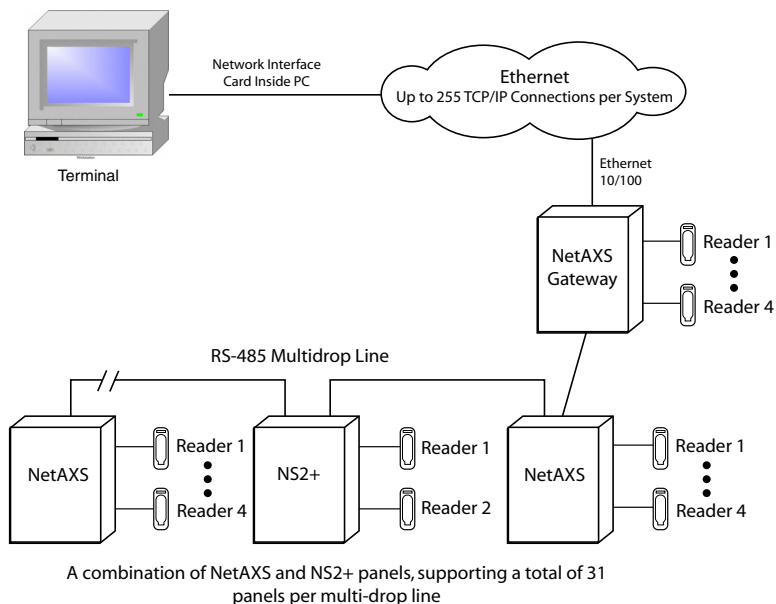 Network Interface
Card Inside PC
Ethernet
Up to 255 TCP/IP Connections per System
Terminal
Ethernet
10/100
NetAXS
Gateway
Reader 1
Reader 4
RS-485 Multidrop Line
NetAXS
Reader 1
Reader 4
NS2+
Reader 1
Reader 2
NetAXS
Reader 1
Reader 4
A combination of NetAXS and NS2+ panels, supporting a total of 31
panels per multi-drop line